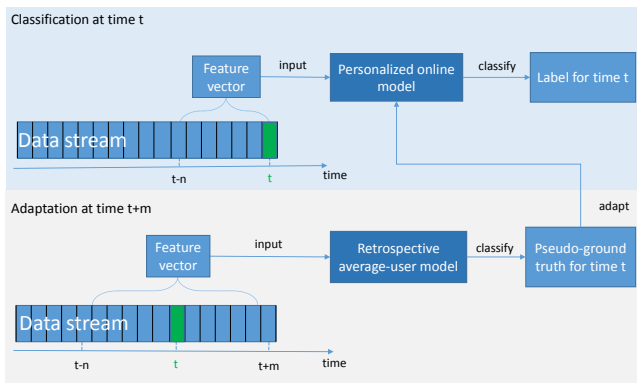 Classification at time t
Feature
vector
input
Personalized online
model
classify
Label for time t
Data stream
t-n
t
time
Adaptation at time t+m
adapt
Feature
vector
input
Retrospective
average-user model
classify
Pseudo-ground
truth for time t
Data stream
t-n
t
t+m
time